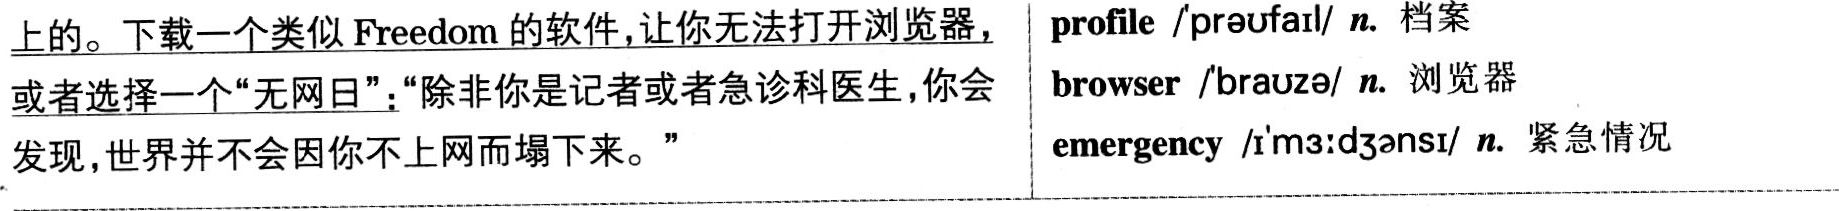 上的。下载一个类似 Freedom 的软件，让你无法打开浏览器，
或者选择一个“无网日”：“除非你是记者或者急诊科医生，你会
发现，世界并不会因你不上网而塌下来。”
profile /ˈprəʊfaɪl/ n. 档案
browser /ˈbraʊzə/ n. 浏览器
emergency /ɪˈmɜːdʒənsɪ/ n. 紧急情况